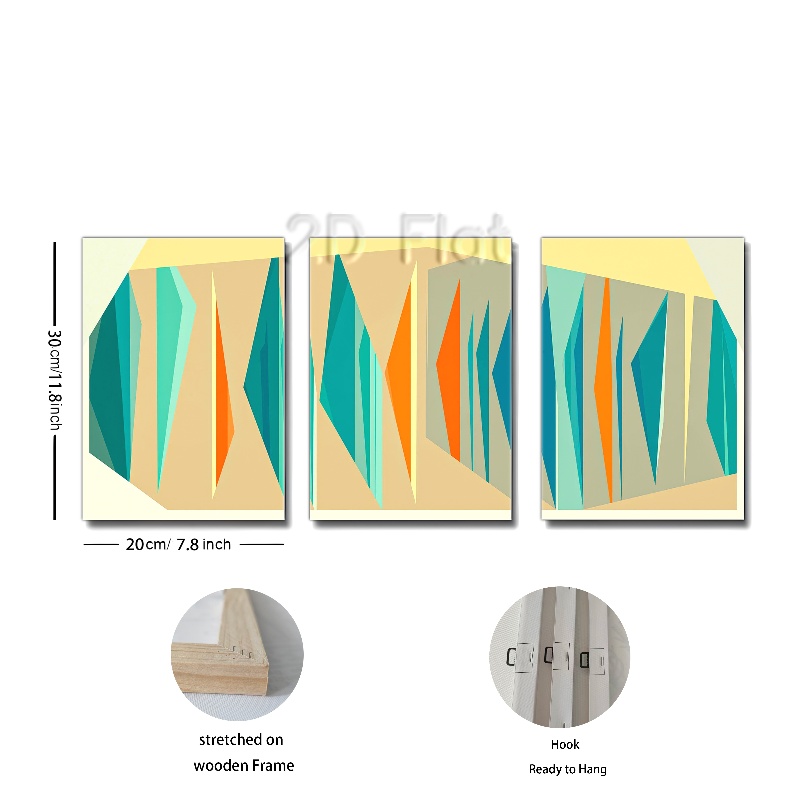 2D Flat
30cm/11.8inch
20cm/ 7.8 inch
stretched on
wooden Frame
Hook
Ready to Hang